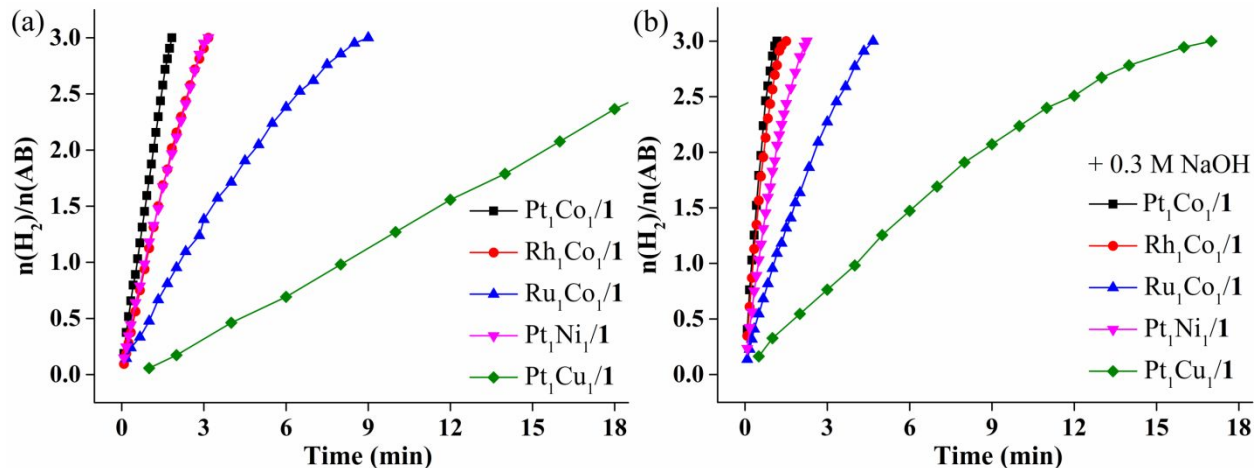 (a)
n(H₂)/n(AB)
3.0
2.5
2.0
1.5
1.0
0.5
0.0
Pt₁Co₁/1
Rh₁Co₁/1
Ru₁Co₁/1
Pt₁Ni₁/1
Pt₁Cu₁/1
0 3 6 9 12 15 18
Time (min)
(b)
n(H₂)/n(AB)
3.0
2.5
2.0
1.5
1.0
0.5
0.0
+ 0.3 M NaOH
Pt₁Co₁/1
Rh₁Co₁/1
Ru₁Co₁/1
Pt₁Ni₁/1
Pt₁Cu₁/1
0 3 6 9 12 15 18
Time (min)